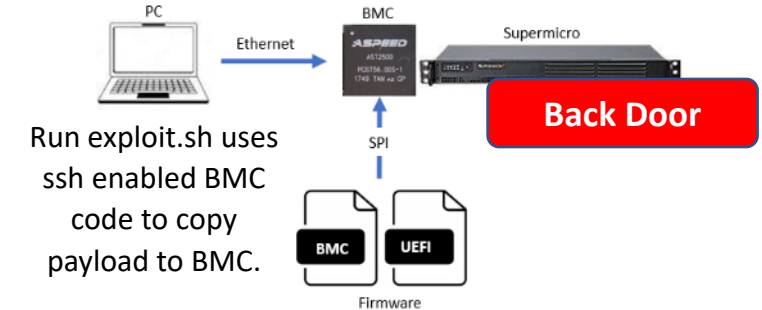 PC
BMC
Ethernet
Supermicro
ASPEED
AST2500
Back Door
Run exploit.sh uses
ssh enabled BMC
code to copy
payload to BMC.
SPI
BMC
UEFI
Firmware